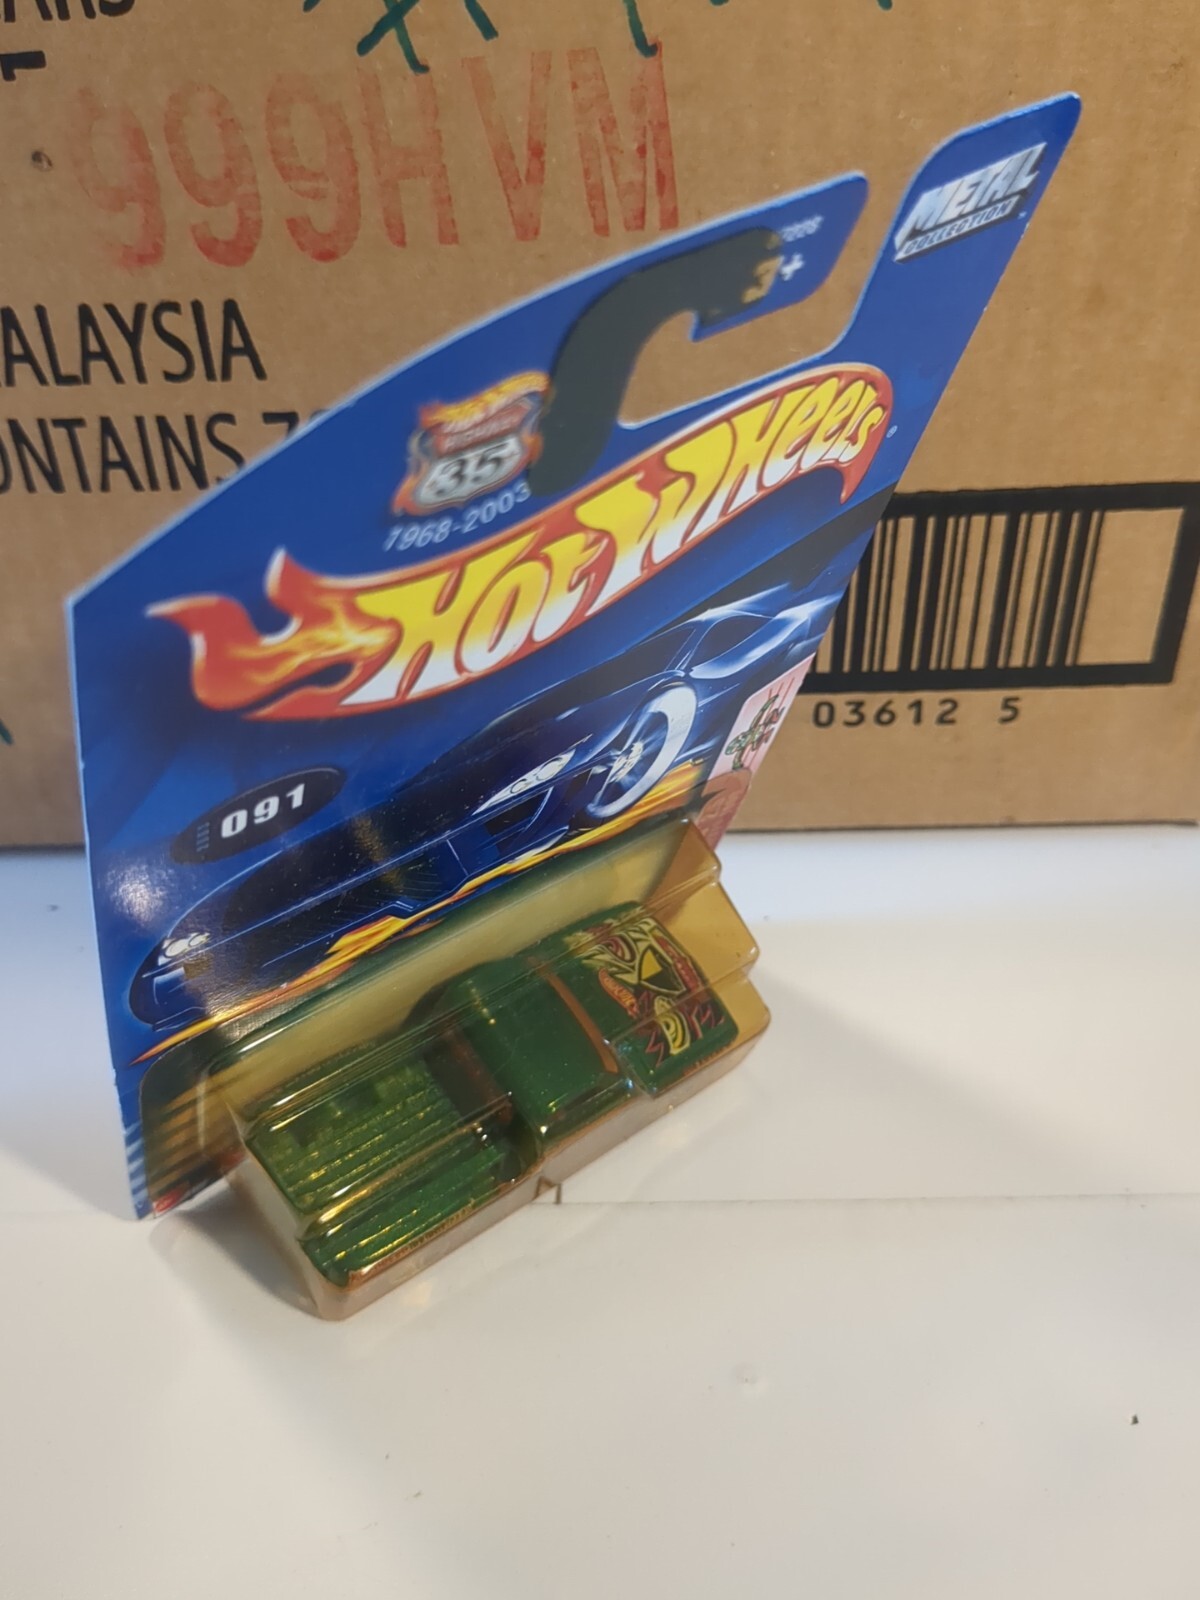 999HVM
ALAYSIA
ONTAINS
METAL
COLLECTION
3+
35
1968-2003
HOT WHEELS
091
03612 5